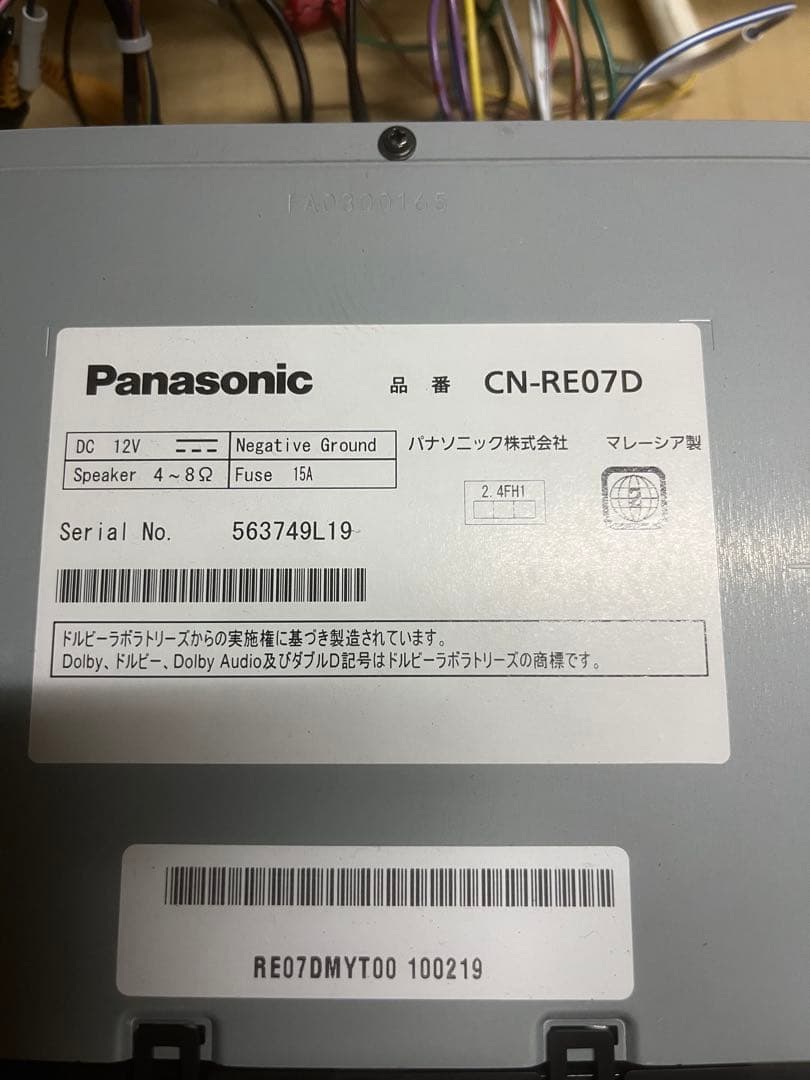 FA0300165
Panasonic 品番 CN-RE07D
DC 12V Negative Ground パナソニック株式会社 マレーシア製
Speaker 4~8Ω Fuse 15A
2.4FH1
Serial No. 563749L19
ドルビーラボラトリーズからの実施権に基づき製造されています。
Dolby、ドルビー、Dolby Audio及びダブルD記号はドルビーラボラトリーズの商標です。
RE07DMYT00 100219